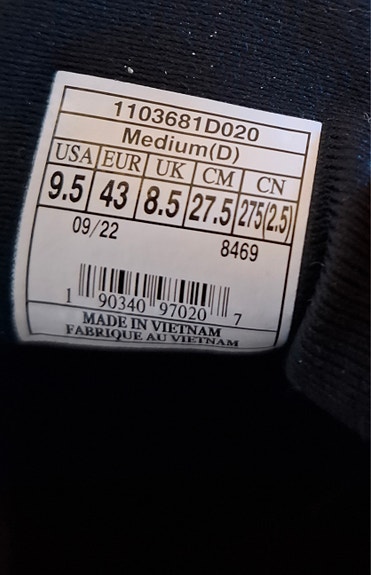 1103681D020
Medium(D)
USA EUR UK CM CN
9.5 43 8.5 27.5 275(2.5)
09/22
8469
1 90340 97020 7
MADE IN VIETNAM
FABRIQUE AU VIETNAM